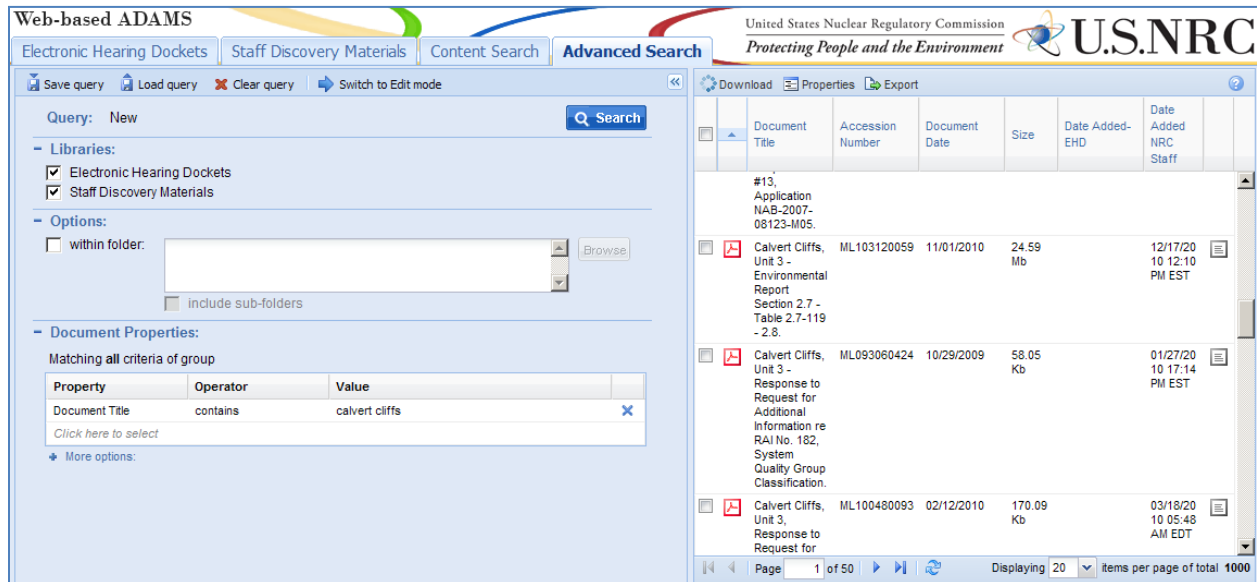 Web-based ADAMS
United States Nuclear Regulatory Commission
Protecting People and the Environment
U.S.NRC
Electronic Hearing Dockets
Staff Discovery Materials
Content Search
Advanced Search
Save query
Load query
Clear query
Switch to Edit mode
Query: New
Search
Libraries:
Electronic Hearing Dockets
Staff Discovery Materials
Options:
within folder:
Browse
include sub-folders
Document Properties:
Matching all criteria of group
Property Operator Value
Document Title contains calvert cliffs
Click here to select
More options:
Download Properties Export
Document Title
Accession Number
Document Date
Size
Date Added-EHD
Date Added NRC Staff
#13,
Application
NAB-2007-
08123-M05.
Calvert Cliffs, ML103120059 11/01/2010 24.59 12/17/20
Unit 3 - Mb 10 12:10
Environmental PM EST
Report
Section 2.7 -
Table 2.7-119
- 2.8.
Calvert Cliffs, ML093060424 10/29/2009 58.05 01/27/20
Unit 3 - Kb 10 17:14
Response to PM EST
Request for
Additional
Information re
RAI No. 182,
System
Quality Group
Classification.
Calvert Cliffs, ML100480093 02/12/2010 170.09 03/18/20
Unit 3, Kb 10 05:48
Response to AM EDT
Request for
Page 1 of 50 Displaying 20 items per page of total 1000